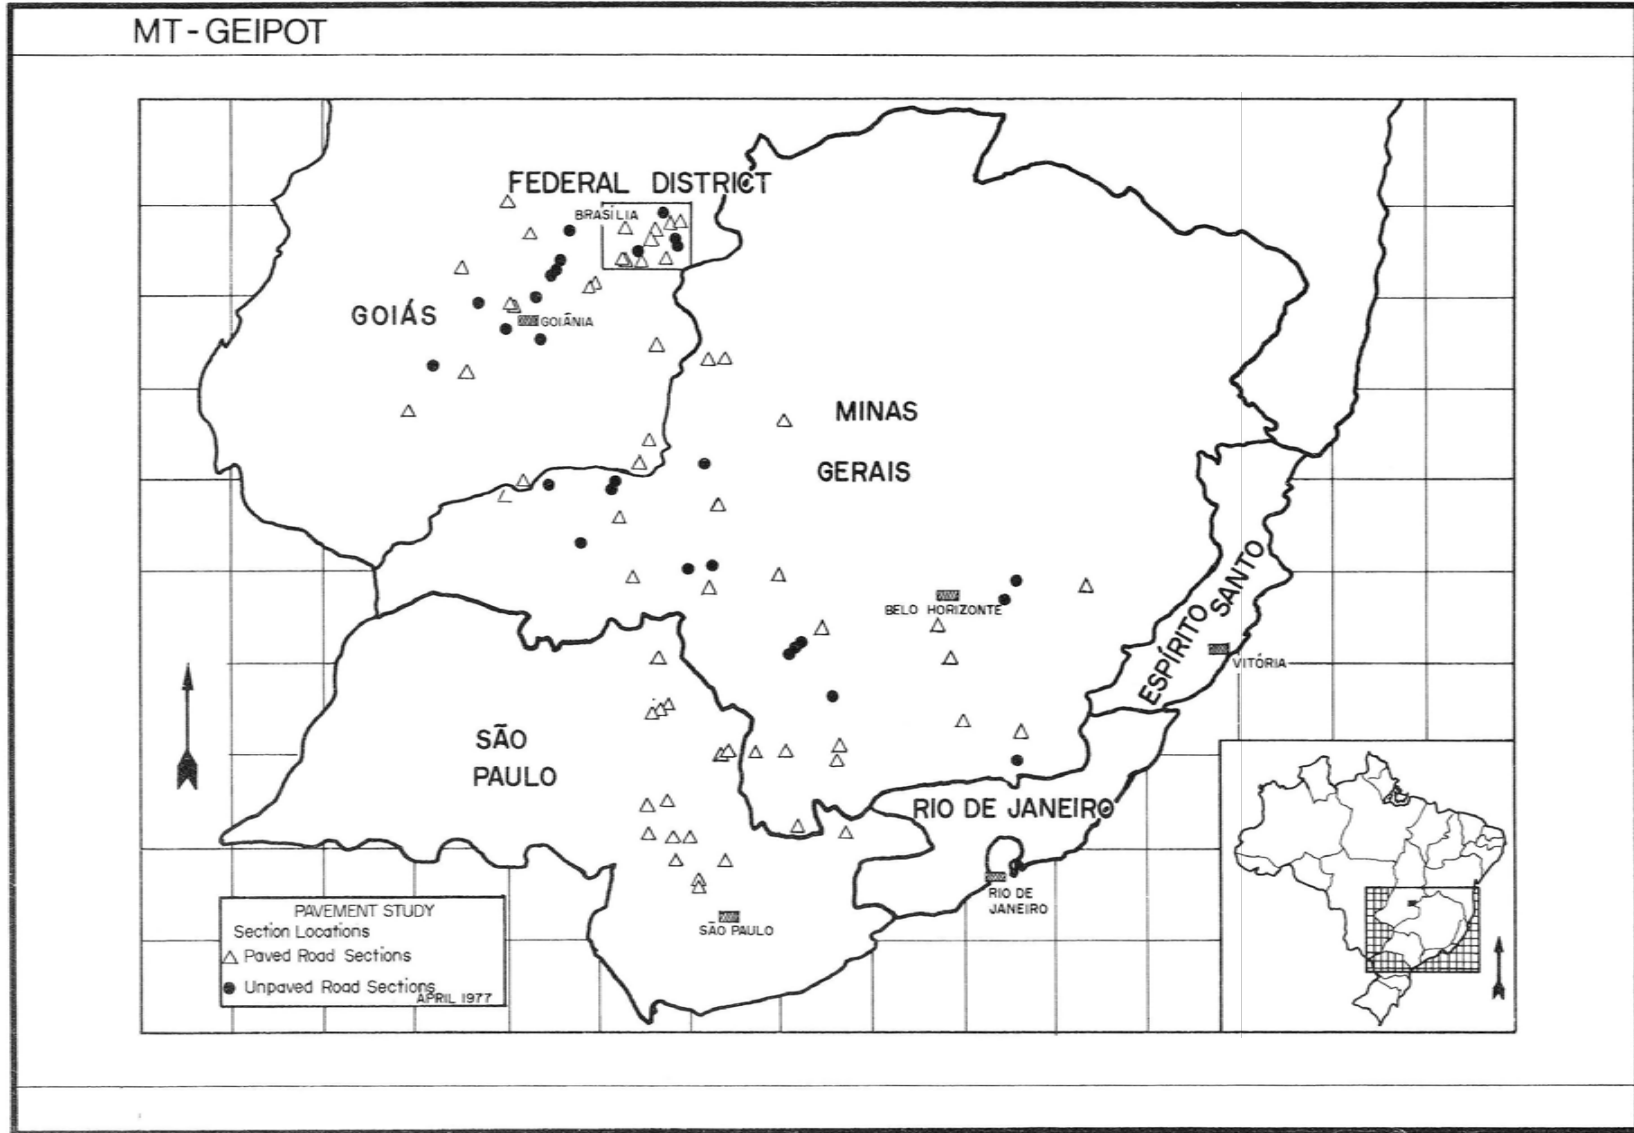 MT-GEIPOT
FEDERAL DISTRICT
BRASÍLIA
GOIÁS
GOIÂNIA
MINAS
GERAIS
BELO HORIZONTE
ESPÍRITO SANTO
VITÓRIA
SÃO
PAULO
RIO DE JANEIRO
RIO DE
JANEIRO
SÃO PAULO
PAVEMENT STUDY
Section Locations
Paved Road Sections
Unpaved Road Sections
APRIL 1977